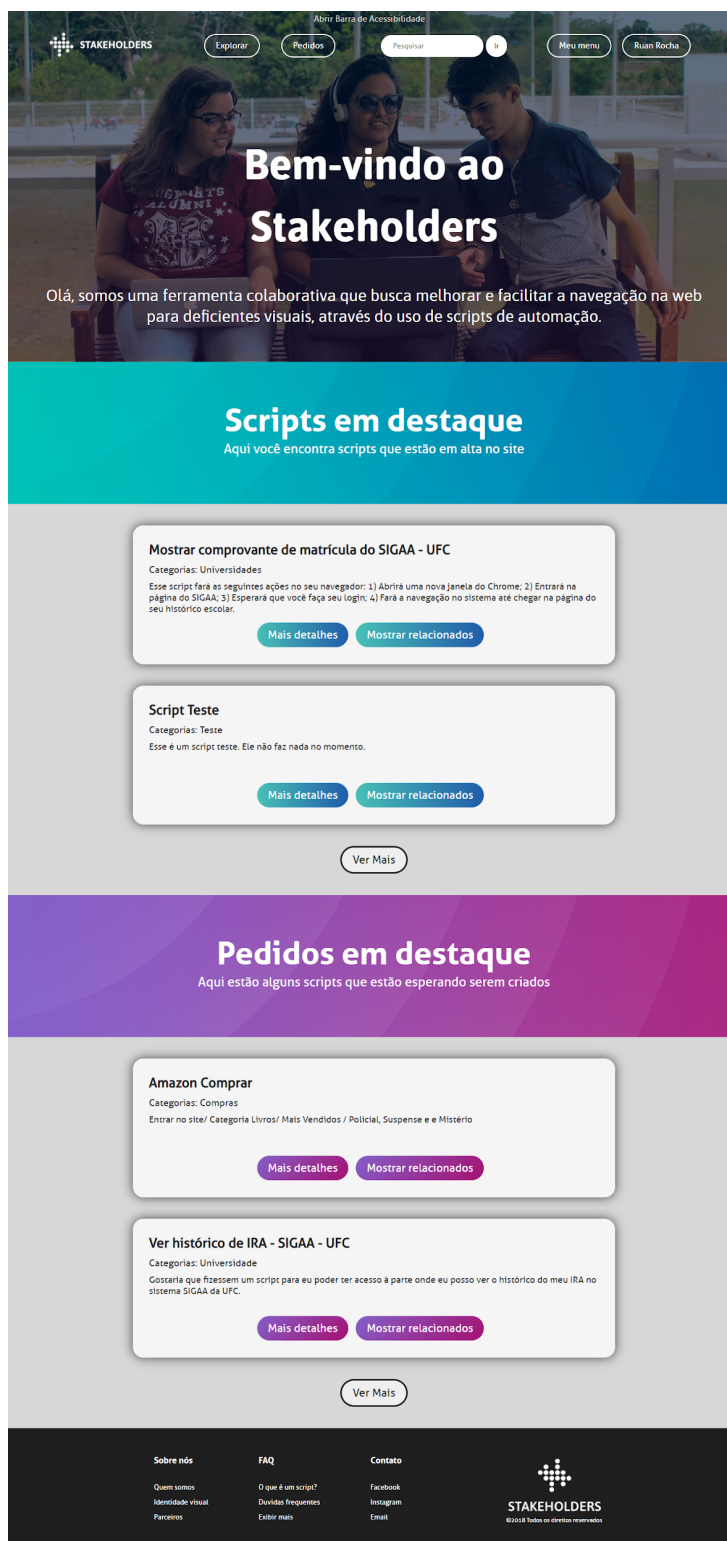 Abrir Barra de Acessibilidade
STAKEHOLDERS
Explorar
Pedidos
Pesquisar
Ir
Meu menu
Ruan Rocha
ALUMNI
Bem-vindo ao
Stakeholders
Olá, somos uma ferramenta colaborativa que busca melhorar e facilitar a navegação na web
para deficientes visuais, através do uso de scripts de automação.
Scripts em destaque
Aqui você encontra scripts que estão em alta no site
Mostrar comprovante de matrícula do SIGAA - UFC
Categorias: Universidades
Esse script fará as seguintes ações no seu navegador: 1) Abrirá uma nova janela do Chrome; 2) Entrará na
página do SIGAA; 3) Esperará que você faça seu login; 4) Fará a navegação no sistema até chegar na página do
seu histórico escolar.
Mais detalhes
Mostrar relacionados
Script Teste
Categorias: Teste
Esse é um script teste. Ele não faz nada no momento.
Mais detalhes
Mostrar relacionados
Ver Mais
Pedidos em destaque
Aqui estão alguns scripts que estão esperando serem criados
Amazon Comprar
Categorias: Compras
Entrar no site/ Categoria Livros/ Mais Vendidos / Policial, Suspense e e Mistério
Mais detalhes
Mostrar relacionados
Ver histórico de IRA - SIGAA - UFC
Categorias: Universidade
Gostaria que fizessem um script para eu poder ter acesso à parte onde eu posso ver o histórico do meu IRA no
sistema SIGAA da UFC.
Mais detalhes
Mostrar relacionados
Ver Mais
Sobre nós
Quem somos
Identidade visual
Parceiros
FAQ
O que é um script?
Duvidas frequentes
Exibir mais
Contato
Facebook
Instagram
Email
STAKEHOLDERS
©2018 Todos os direitos reservados